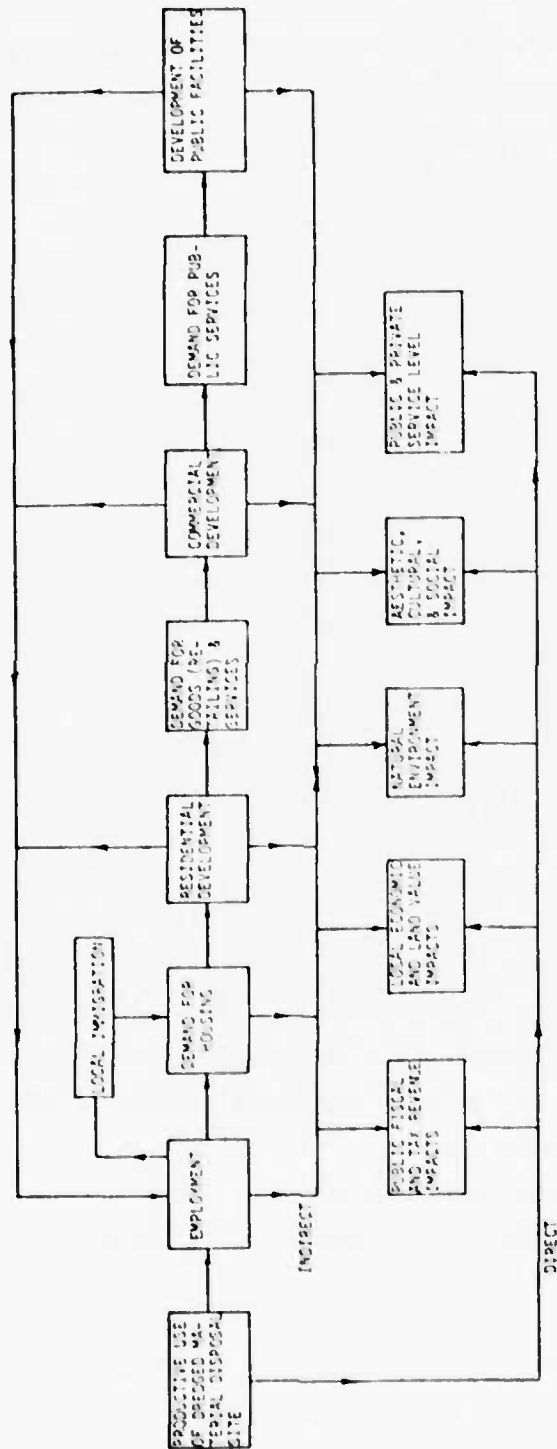 PRODUCTIVE USE
OF DREDGED MA-
TERIAL DISPOSAL
SITE
EMPLOYMENT
LOCAL IMMIGRATION
DEMAND FOR
HOUSING
RESIDENTIAL
DEVELOPMENT
DEMAND FOR
GOODS (RE-
TAILING) &
SERVICES
COMMERCIAL
DEVELOPMENT
DEMAND FOR PUB-
LIC SERVICES
DEVELOPMENT OF
PUBLIC FACILITIES
INDIRECT
PUBLIC FISCAL
AND TAX REVENUE
IMPACTS
LOCAL ECONOMIC
AND LAND VALUE
IMPACTS
NATURAL
ENVIRONMENT
IMPACT
AESTHETIC,
CULTURAL,
& SOCIAL
IMPACT
PUBLIC & PRIVATE
SERVICE LEVEL
IMPACT
DIRECT